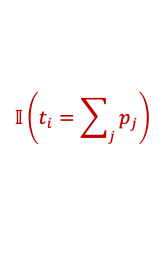 𝕀(tᵢ = ∑ⱼ pⱼ)